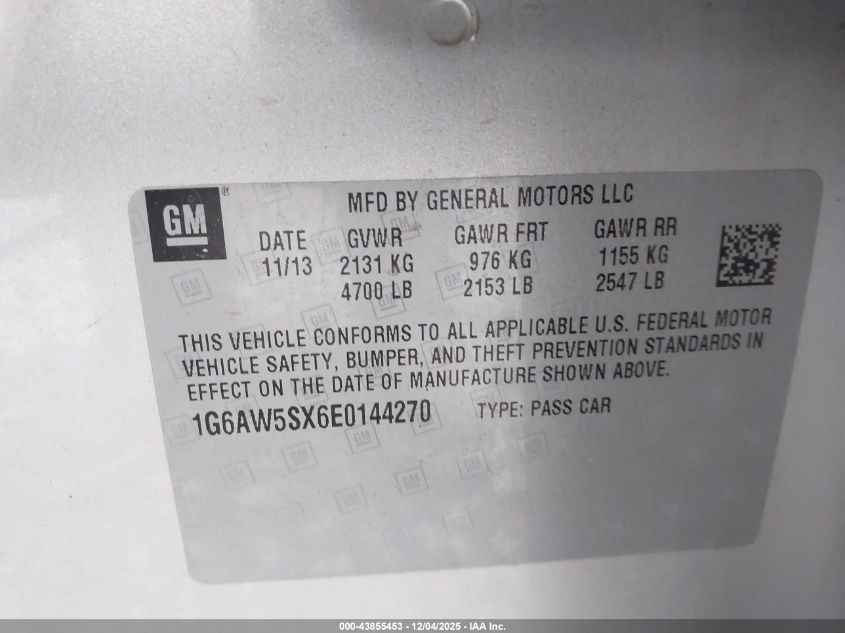 GM
MFD BY GENERAL MOTORS LLC
DATE GVWR GAWR FRT GAWR RR
11/13 2131 KG 976 KG 1155 KG
4700 LB 2153 LB 2547 LB
THIS VEHICLE CONFORMS TO ALL APPLICABLE U.S. FEDERAL MOTOR
VEHICLE SAFETY, BUMPER, AND THEFT PREVENTION STANDARDS IN
EFFECT ON THE DATE OF MANUFACTURE SHOWN ABOVE.
1G6AW5SX6E0144270 TYPE: PASS CAR
000-43855453 - 12/04/2025 - IAA Inc.